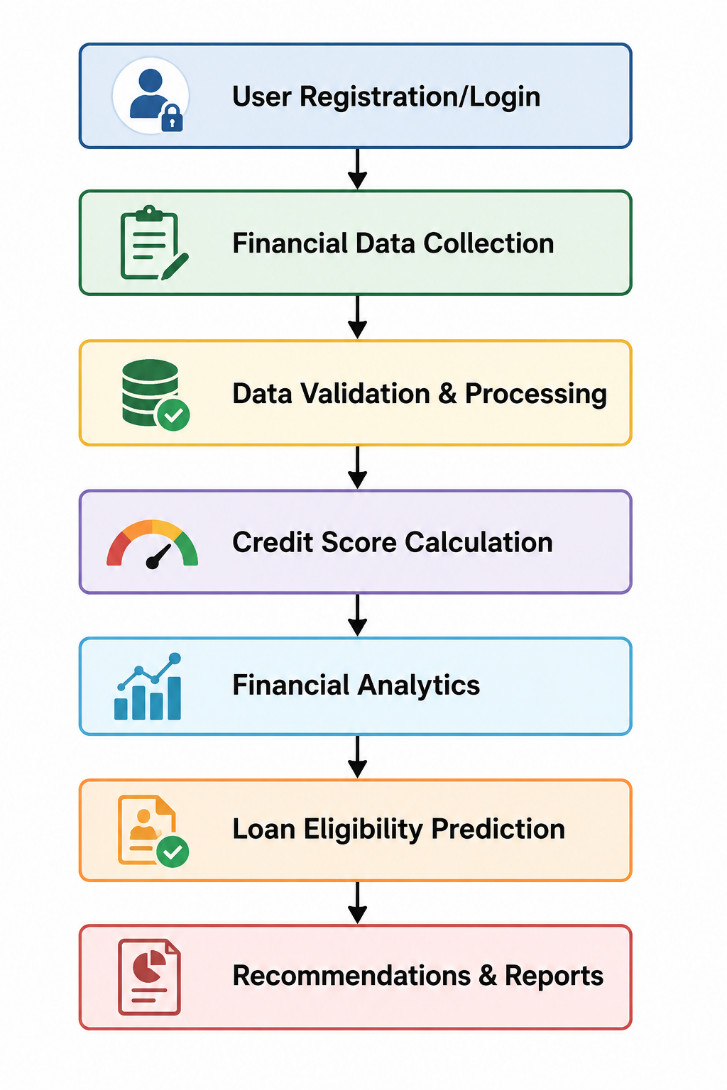 User Registration/Login
Financial Data Collection
Data Validation & Processing
Credit Score Calculation
Financial Analytics
Loan Eligibility Prediction
Recommendations & Reports